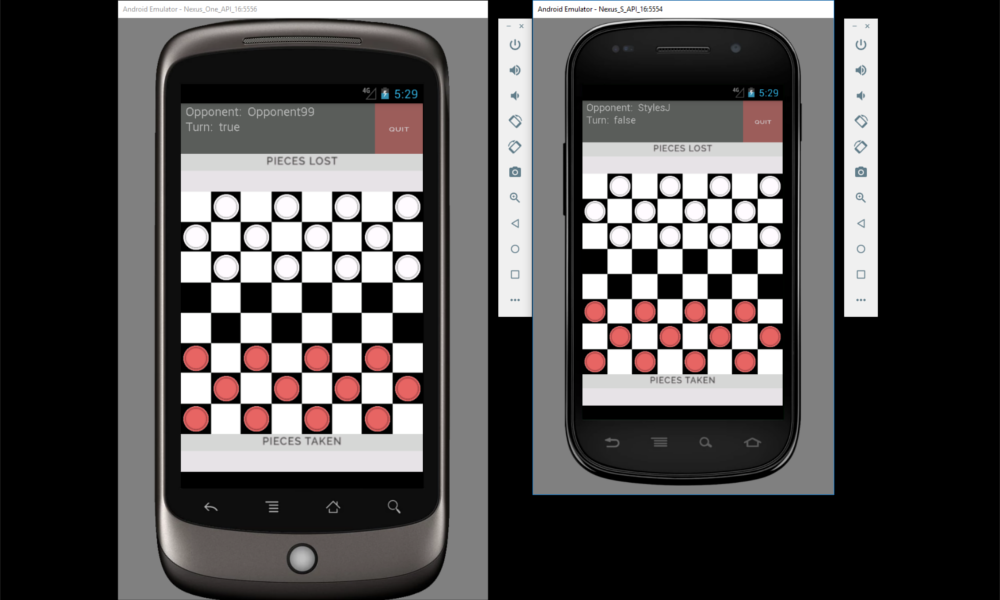 Android Emulator - Nexus_One_API_16:5556
4G
5:29
Opponent: Opponent99
Turn: true
QUIT
PIECES LOST
PIECES TAKEN
Android Emulator - Nexus_S_API_16:5554
4G
5:29
Opponent: StylesJ
Turn: false
QUIT
PIECES LOST
PIECES TAKEN